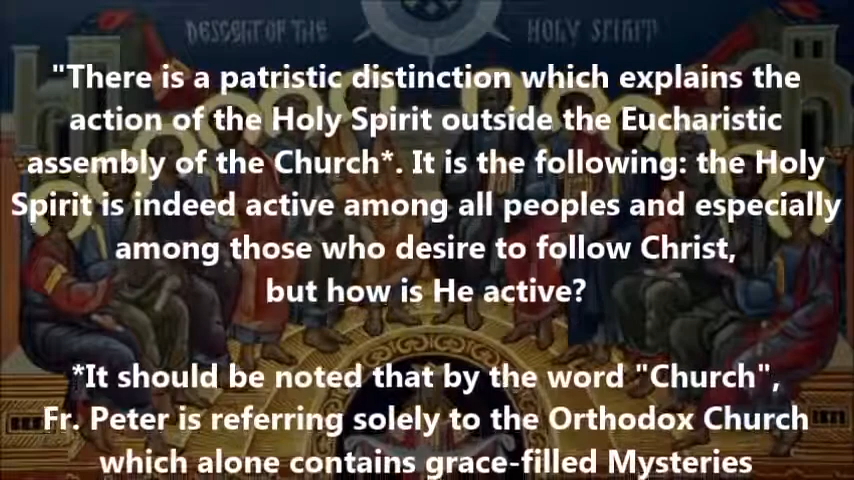 DESCENT OF THE HOLY SPIRIT
"There is a patristic distinction which explains the
action of the Holy Spirit outside the Eucharistic
assembly of the Church*. It is the following: the Holy
Spirit is indeed active among all peoples and especially
among those who desire to follow Christ,
but how is He active?
*It should be noted that by the word "Church",
Fr. Peter is referring solely to the Orthodox Church
which alone contains grace-filled Mysteries